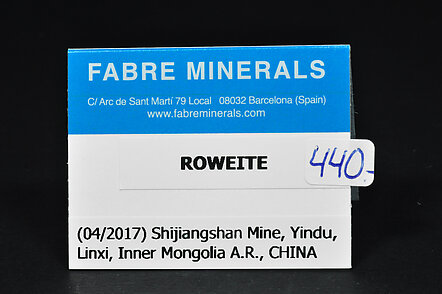 FABRE MINERALS
C/ Arc de Sant Martí 79 Local 08032 Barcelona (Spain)
www.fabreminerals.com
ROWEITE
440.-
(04/2017) Shijiangshan Mine, Yindu,
Linxi, Inner Mongolia A.R., CHINA